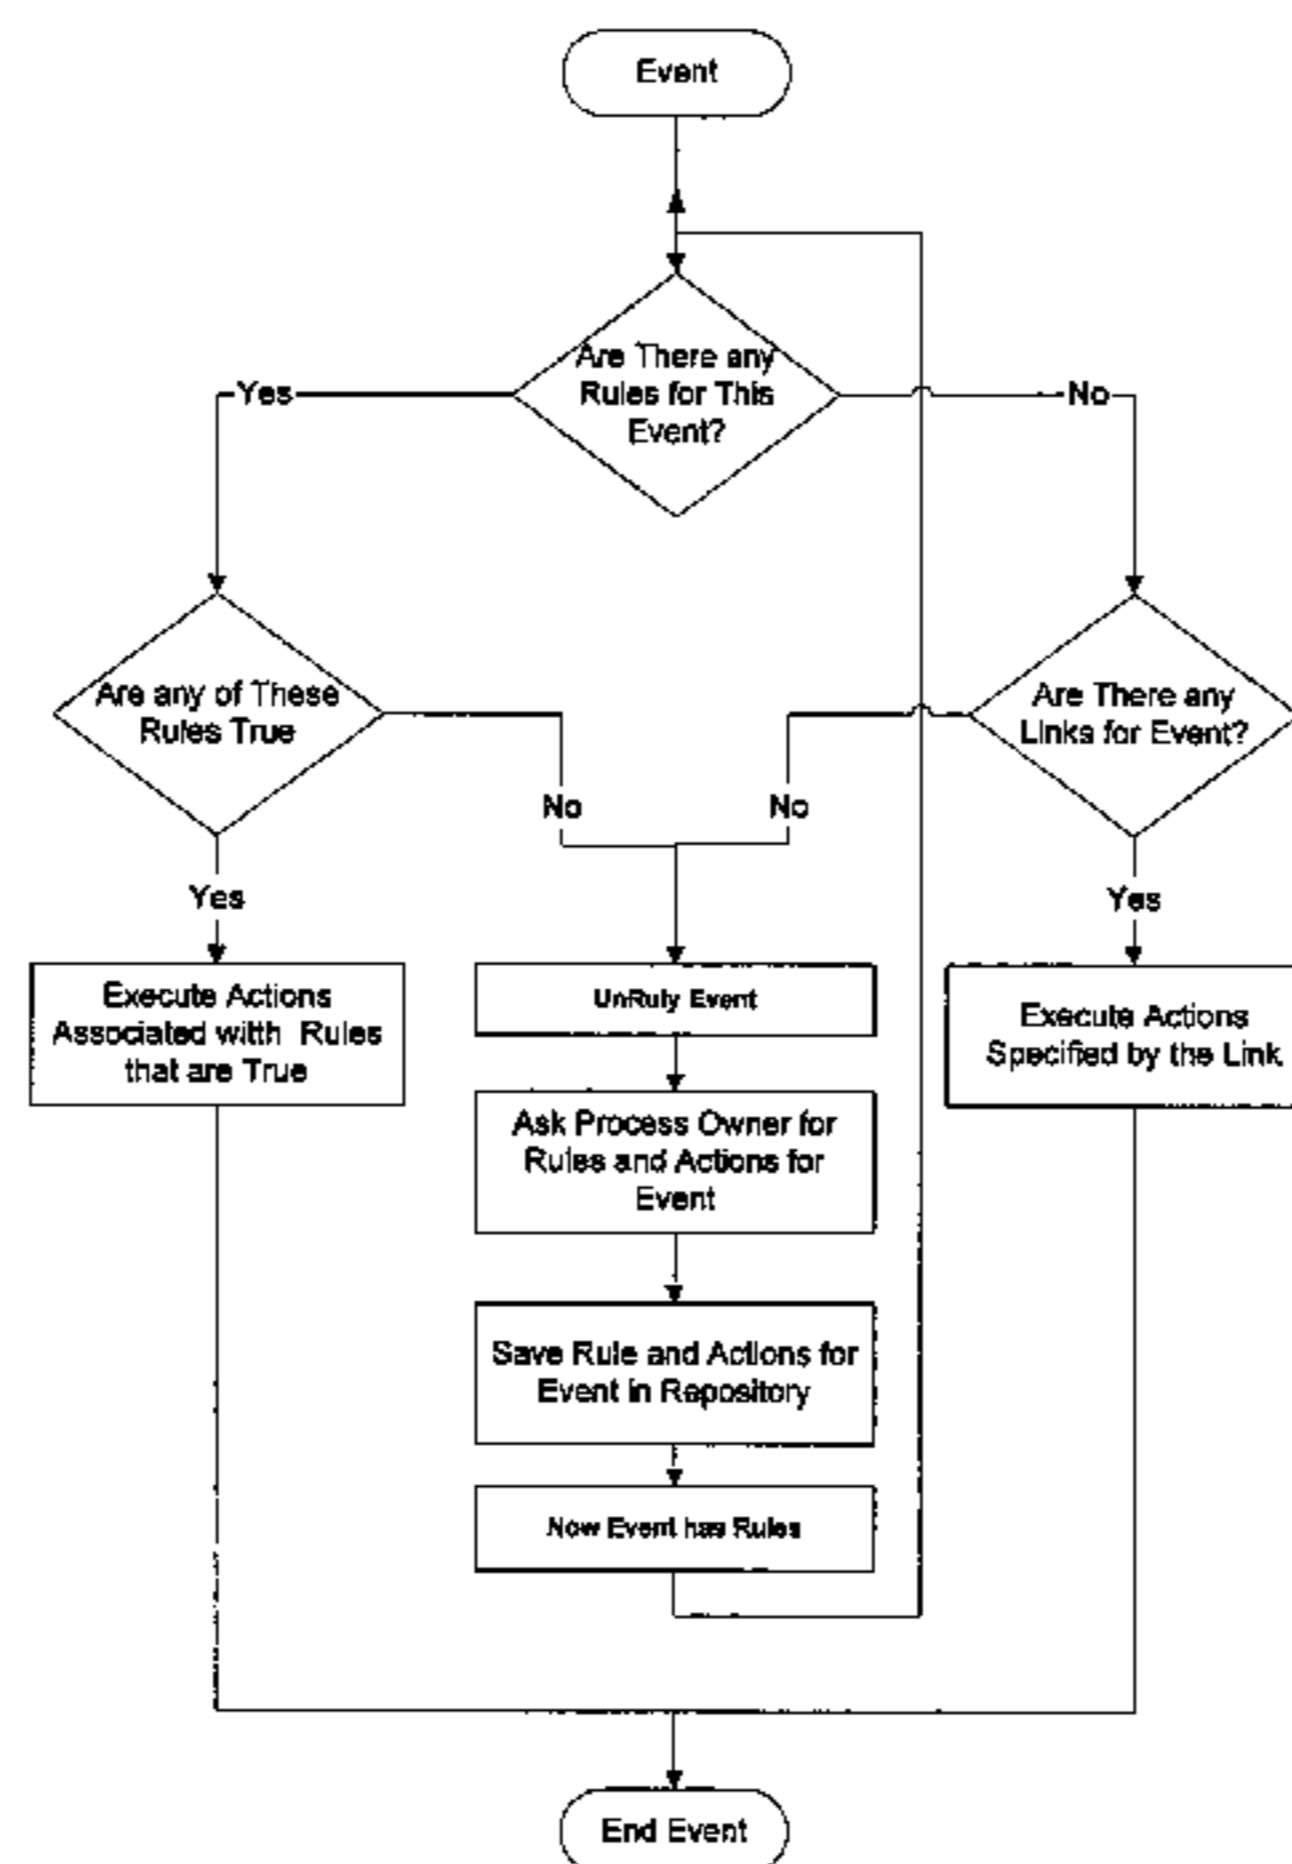 Event
Are There any
Rules for This
Event?
Yes
No
Are any of These
Rules True
Are There any
Links for Event?
No
No
Yes
Yes
Execute Actions
Associated witth Rules
that are True
UnRuly Event
Execute Actions
Specified by the Link
Ask Process Owner for
Rules and Actions for
Event
Save Rule and Actions for
Event in Repository
Now Event has Rules
End Event